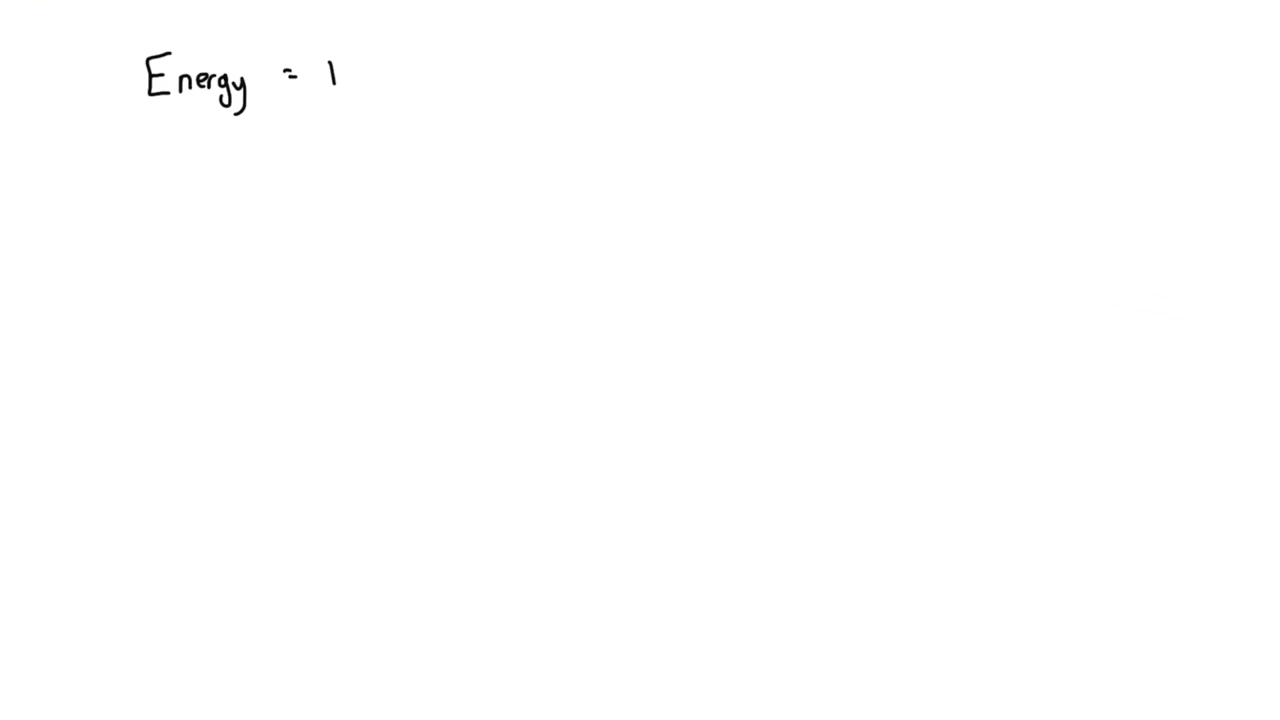 Energy = 1